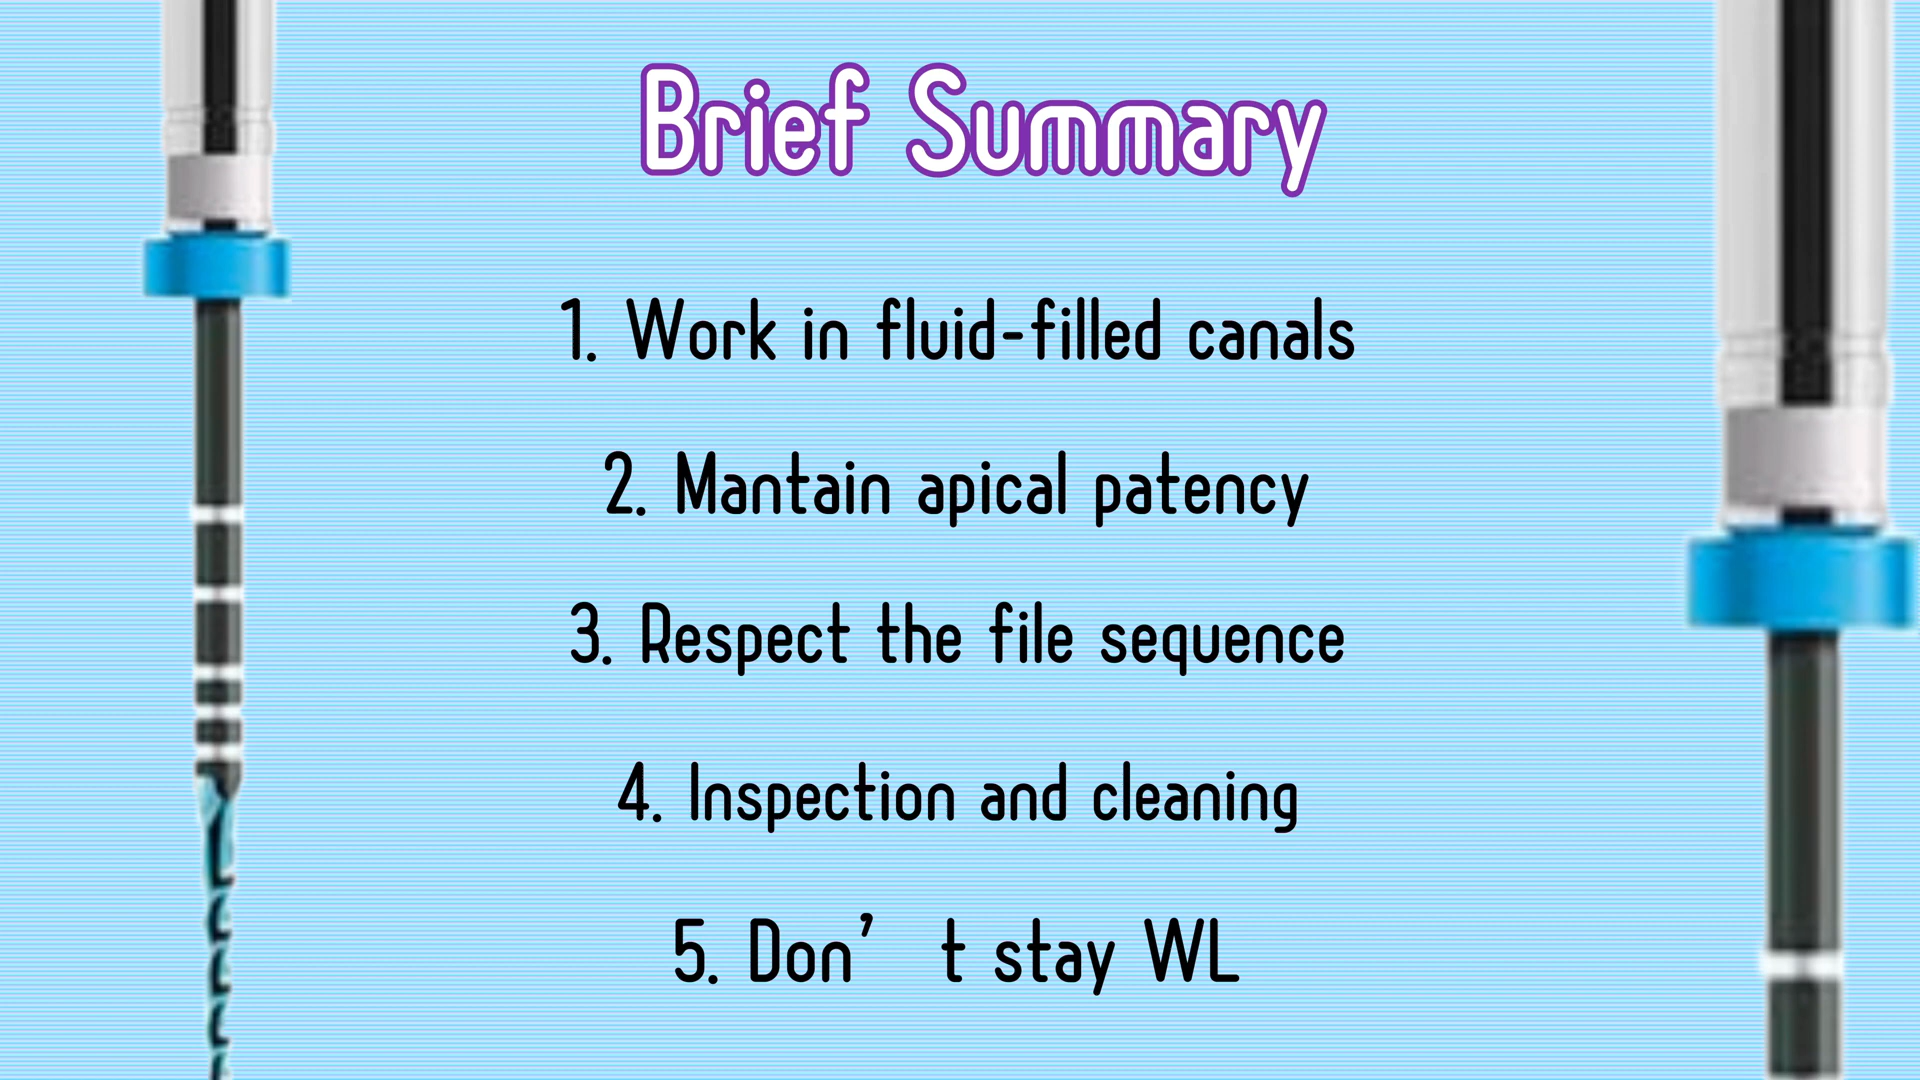 Brief Summary
1. Work in fluid-filled canals
2. Mantain apical patency
3. Respect the file sequence
4. Inspection and cleaning
5. Don’ t stay WL